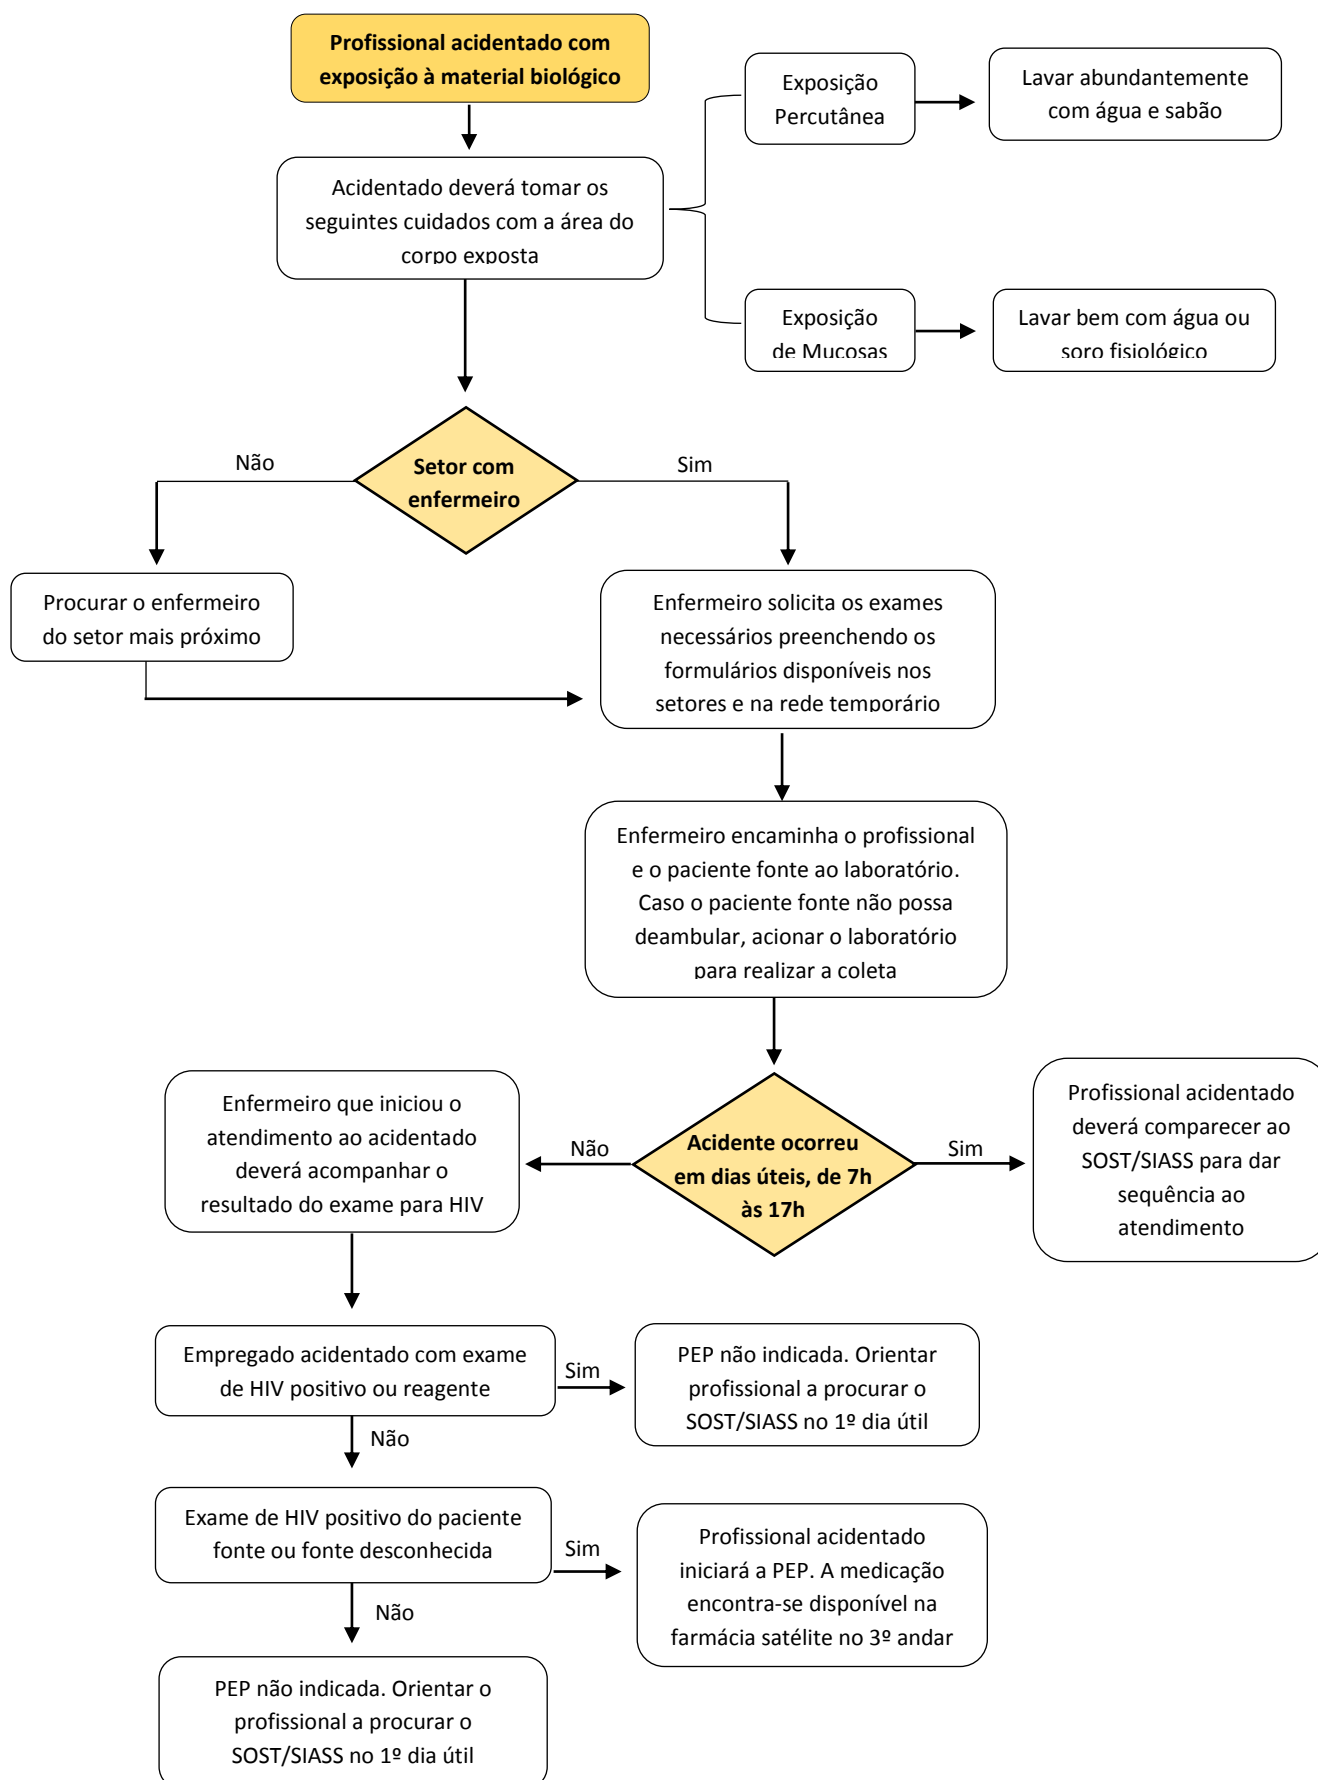 Profissional acidentado com
exposição à material biológico
Exposição
Percutânea
Lavar abundantemente
com água e sabão
Acidentado deverá tomar os
seguintes cuidados com a área do
corpo exposta
Exposição
de Mucosas
Lavar bem com água ou
soro fisiológico
Não
Setor com
enfermeiro
Sim
Procurar o enfermeiro
do setor mais próximo
Enfermeiro solicita os exames
necessários preenchendo os
formulários disponíveis nos
setores e na rede temporário
Enfermeiro encaminha o profissional
e o paciente fonte ao laboratório.
Caso o paciente fonte não possa
deambular, acionar o laboratório
para realizar a coleta
Enfermeiro que iniciou o
atendimento ao acidentado
deverá acompanhar o
resultado do exame para HIV
Não
Acidente ocorreu
em dias úteis, de 7h
às 17h
Sim
Profissional acidentado
deverá comparecer ao
SOST/SIASS para dar
sequência ao
atendimento
Empregado acidentado com exame
de HIV positivo ou reagente
Sim
PEP não indicada. Orientar
profissional a procurar o
SOST/SIASS no 1º dia útil
Não
Exame de HIV positivo do paciente
fonte ou fonte desconhecida
Sim
Profissional acidentado
iniciará a PEP. A medicação
encontra-se disponível na
farmácia satélite no 3º andar
Não
PEP não indicada. Orientar o
profissional a procurar o
SOST/SIASS no 1º dia útil